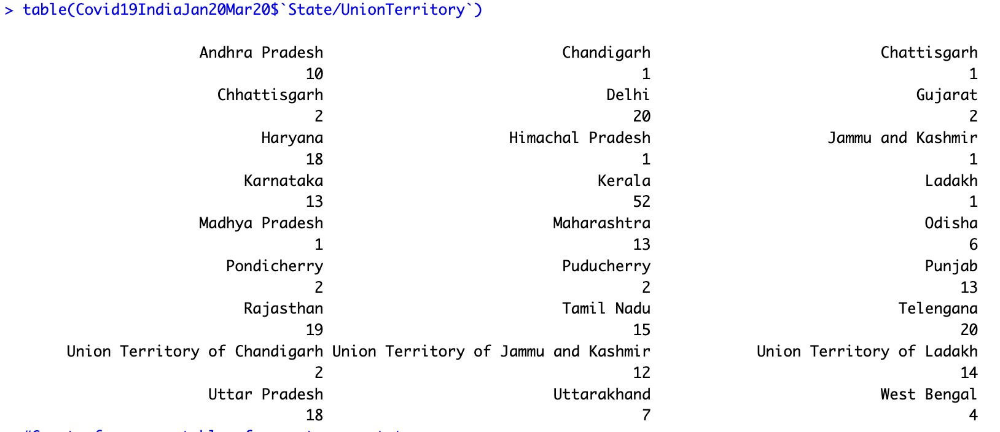 > table(Covid19IndiaJan20Mar20$`State/UnionTerritory`)
Andhra Pradesh Chandigarh Chattisgarh
10 1 1
Chhattisgarh Delhi Gujarat
2 20 2
Haryana Himachal Pradesh Jammu and Kashmir
18 1 1
Karnataka Kerala Ladakh
13 52 1
Madhya Pradesh Maharashtra Odisha
1 13 6
Pondicherry Puducherry Punjab
2 2 13
Rajasthan Tamil Nadu Telengana
19 15 20
Union Territory of Chandigarh Union Territory of Jammu and Kashmir Union Territory of Ladakh
2 12 14
Uttar Pradesh Uttarakhand West Bengal
18 7 4